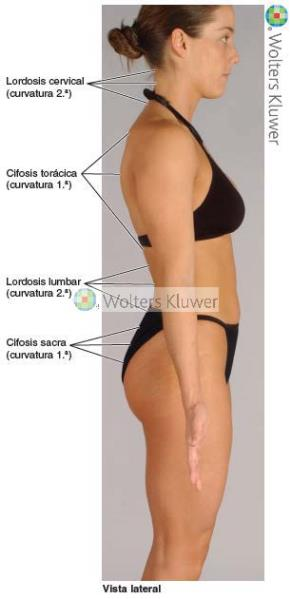 Wolters Kluwer
Lordosis cervical
(curvatura 2.ª)
Cifosis torácica
(curvatura 1.ª)
Lordosis lumbar
(curvatura 2.ª)
Wolters Kluwer
Cifosis sacra
(curvatura 1.ª)
Vista lateral